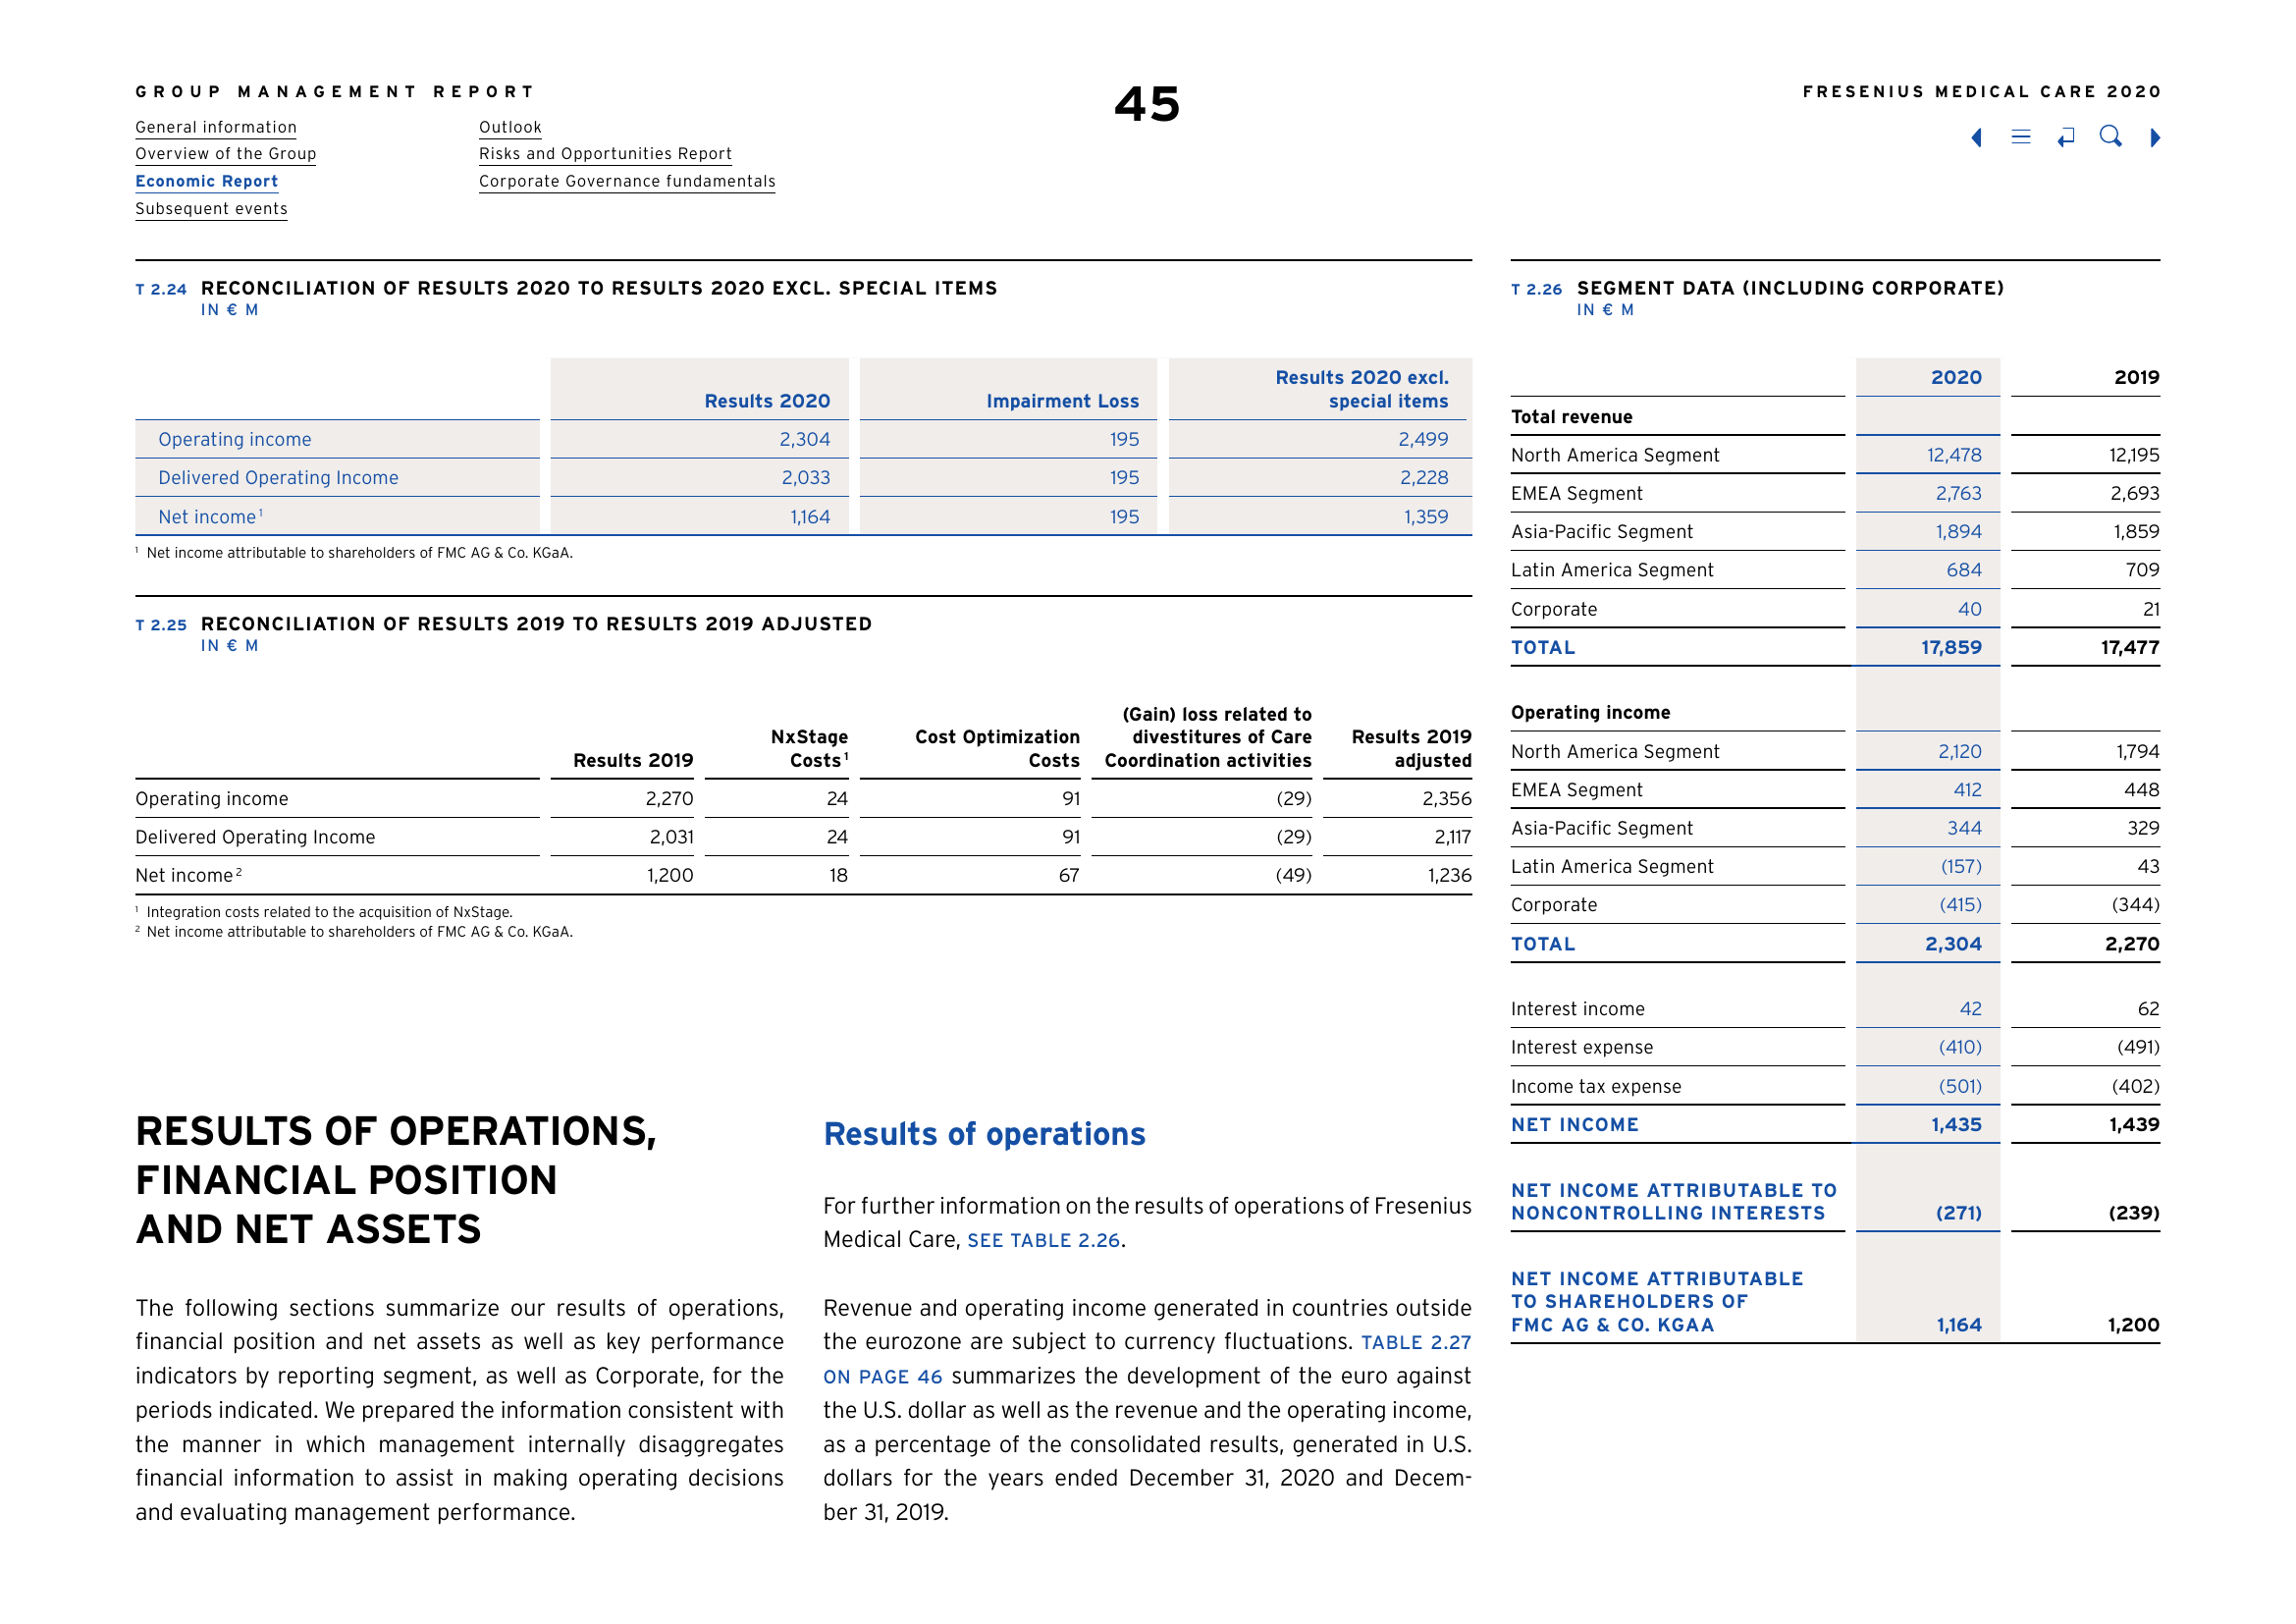 GROUP MANAGEMENT REPORT
General information
Overview of the Group
Economic Report
Subsequent events
Outlook
Risks and Opportunities Report
Corporate Governance fundamentals
45
FRESENIUS MEDICAL CARE 2020
T 2.24 RECONCILIATION OF RESULTS 2020 TO RESULTS 2020 EXCL. SPECIAL ITEMS
IN € M
Results 2020 Impairment Loss Results 2020 excl. special items
Operating income 2,304 195 2,499
Delivered Operating Income 2,033 195 2,228
Net income 1 1,164 195 1,359
1 Net income attributable to shareholders of FMC AG & Co. KGaA.
T 2.25 RECONCILIATION OF RESULTS 2019 TO RESULTS 2019 ADJUSTED
IN € M
Results 2019 NxStage Costs 1 Cost Optimization Costs (Gain) loss related to divestitures of Care Coordination activities Results 2019 adjusted
Operating income 2,270 24 91 (29) 2,356
Delivered Operating Income 2,031 24 91 (29) 2,117
Net income 2 1,200 18 67 (49) 1,236
1 Integration costs related to the acquisition of NxStage.
2 Net income attributable to shareholders of FMC AG & Co. KGaA.
RESULTS OF OPERATIONS,
FINANCIAL POSITION
AND NET ASSETS
The following sections summarize our results of operations,
financial position and net assets as well as key performance
indicators by reporting segment, as well as Corporate, for the
periods indicated. We prepared the information consistent with
the manner in which management internally disaggregates
financial information to assist in making operating decisions
and evaluating management performance.
Results of operations
For further information on the results of operations of Fresenius
Medical Care, SEE TABLE 2.26.
Revenue and operating income generated in countries outside
the eurozone are subject to currency fluctuations. TABLE 2.27
ON PAGE 46 summarizes the development of the euro against
the U.S. dollar as well as the revenue and the operating income,
as a percentage of the consolidated results, generated in U.S.
dollars for the years ended December 31, 2020 and Decem-
ber 31, 2019.
T 2.26 SEGMENT DATA (INCLUDING CORPORATE)
IN € M
2020 2019
Total revenue
North America Segment 12,478 12,195
EMEA Segment 2,763 2,693
Asia-Pacific Segment 1,894 1,859
Latin America Segment 684 709
Corporate 40 21
TOTAL 17,859 17,477
Operating income
North America Segment 2,120 1,794
EMEA Segment 412 448
Asia-Pacific Segment 344 329
Latin America Segment (157) 43
Corporate (415) (344)
TOTAL 2,304 2,270
Interest income 42 62
Interest expense (410) (491)
Income tax expense (501) (402)
NET INCOME 1,435 1,439
NET INCOME ATTRIBUTABLE TO
NONCONTROLLING INTERESTS (271) (239)
NET INCOME ATTRIBUTABLE
TO SHAREHOLDERS OF
FMC AG & CO. KGAA 1,164 1,200